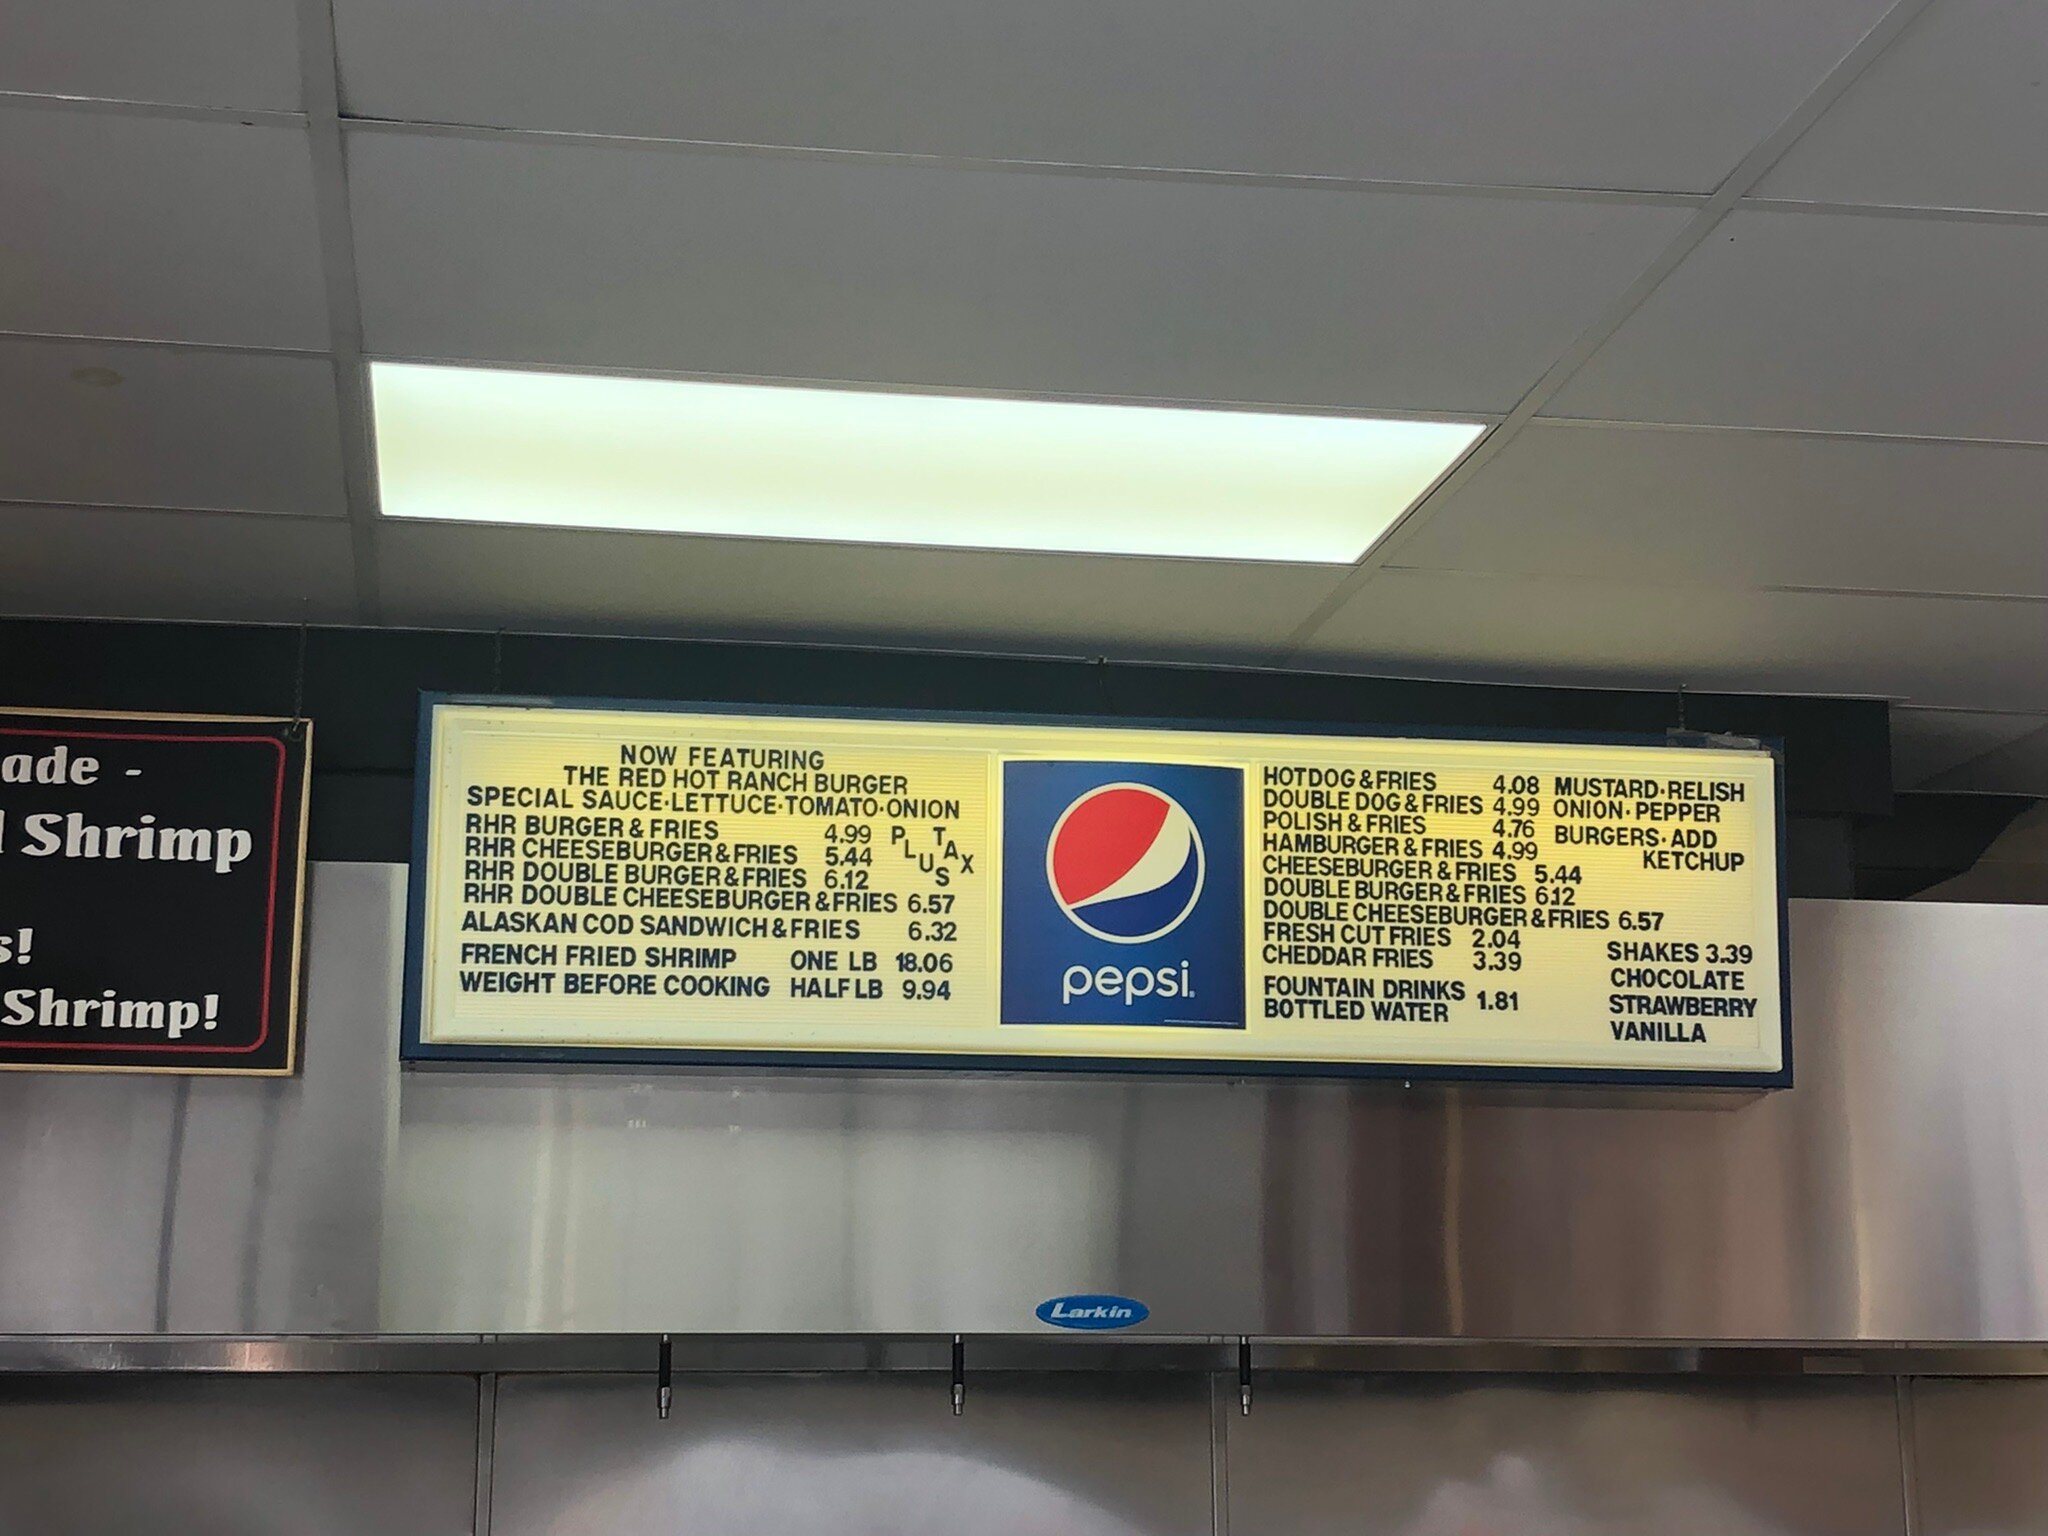 ade -
Shrimp
s!
Shrimp!
NOW FEATURING
THE RED HOT RANCH BURGER
SPECIAL SAUCE·LETTUCE·TOMATO·ONION
RHR BURGER & FRIES 4.99
RHR CHEESEBURGER & FRIES 5.44
RHR DOUBLE BURGER & FRIES 6.12
RHR DOUBLE CHEESEBURGER & FRIES 6.57
PLUS TAX
ALASKAN COD SANDWICH & FRIES 6.32
FRENCH FRIED SHRIMP ONE LB 18.06
WEIGHT BEFORE COOKING HALF LB 9.94
pepsi
HOTDOG & FRIES 4.08
DOUBLE DOG & FRIES 4.99
POLISH & FRIES 4.76
HAMBURGER & FRIES 4.99
CHEESEBURGER & FRIES 5.44
DOUBLE BURGER & FRIES 6.12
DOUBLE CHEESEBURGER & FRIES 6.57
FRESH CUT FRIES 2.04
CHEDDAR FRIES 3.39
FOUNTAIN DRINKS 1.81
BOTTLED WATER
MUSTARD·RELISH
ONION·PEPPER
BURGERS·ADD
KETCHUP
SHAKES 3.39
CHOCOLATE
STRAWBERRY
VANILLA
Larkin